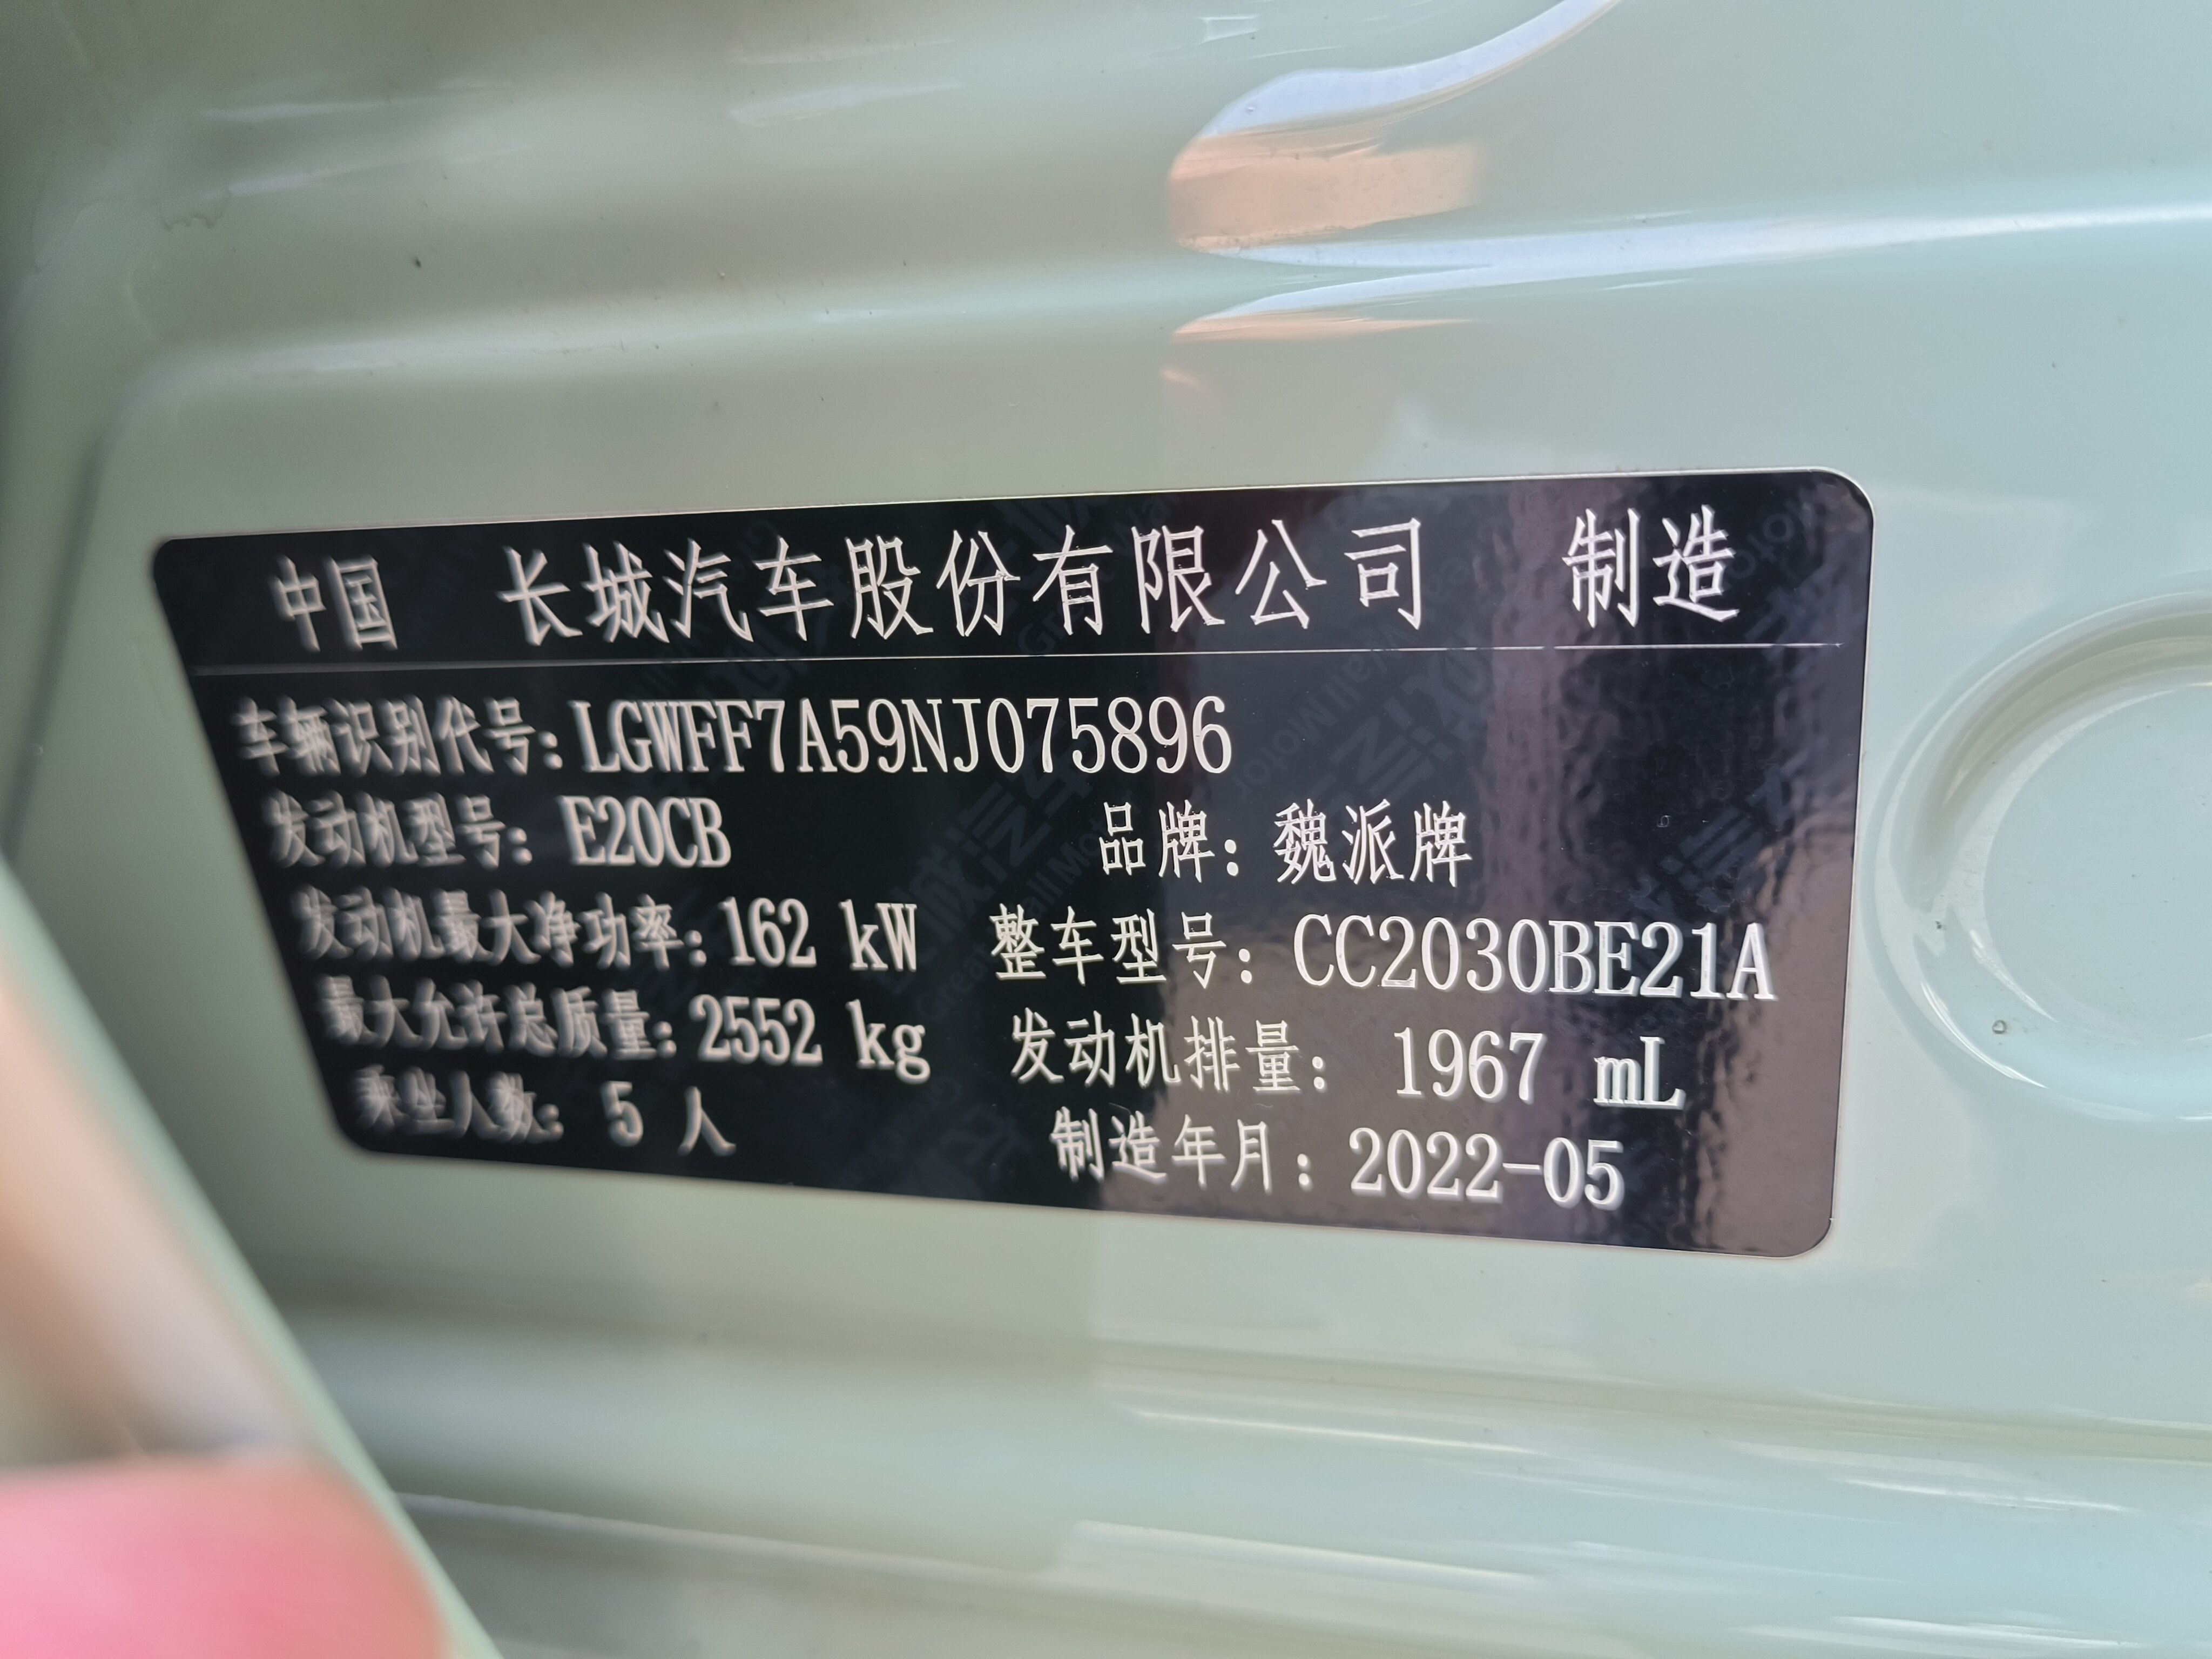 中国 长城汽车股份有限公司 制造
车辆识别代号:LGWFF7A59NJ075896
发动机型号: E20CB 品牌: 魏派牌
发动机最大净功率:162 kW 整车型号: CC2030BE21A
最大允许总质量:2552 kg 发动机排量: 1967 mL
乘坐人数: 5 人 制造年月: 2022-05